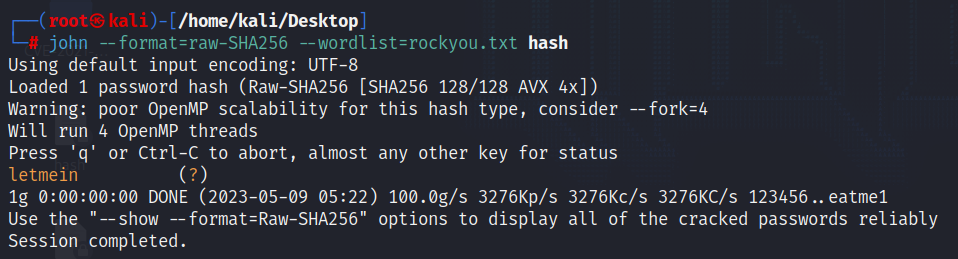 ┌──(root㉿kali)-[/home/kali/Desktop]
└─# john --format=raw-SHA256 --wordlist=rockyou.txt hash
Using default input encoding: UTF-8
Loaded 1 password hash (Raw-SHA256 [SHA256 128/128 AVX 4x])
Warning: poor OpenMP scalability for this hash type, consider --fork=4
Will run 4 OpenMP threads
Press 'q' or Ctrl-C to abort, almost any other key for status
letmein          (?)
1g 0:00:00:00 DONE (2023-05-09 05:22) 100.0g/s 3276Kp/s 3276Kc/s 3276KC/s 123456..eatme1
Use the "--show --format=Raw-SHA256" options to display all of the cracked passwords reliably
Session completed.